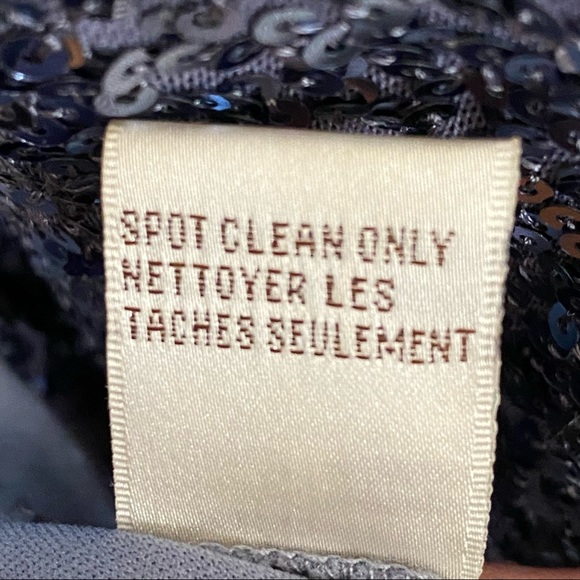 SPOT CLEAN ONLY
NETTOYER LES
TACHES SEULEMENT